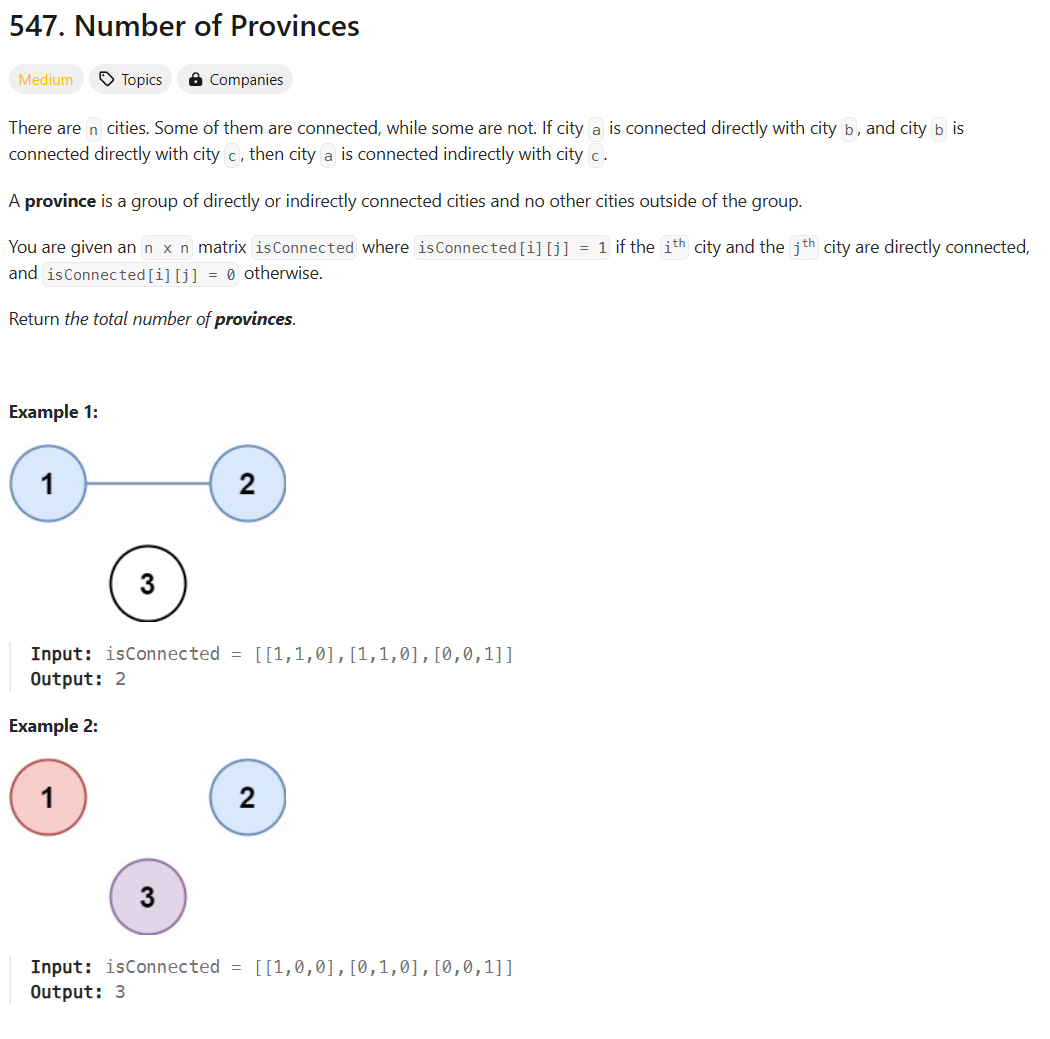 547. Number of Provinces
Medium Topics Companies
There are n cities. Some of them are connected, while some are not. If city a is connected directly with city b, and city b is
connected directly with city c, then city a is connected indirectly with city c.
A province is a group of directly or indirectly connected cities and no other cities outside of the group.
You are given an n x n matrix isConnected where isConnected[i][j] = 1 if the ith city and the jth city are directly connected,
and isConnected[i][j] = 0 otherwise.
Return the total number of provinces.
Example 1:
1 2
3
Input: isConnected = [[1,1,0],[1,1,0],[0,0,1]]
Output: 2
Example 2:
1 2
3
Input: isConnected = [[1,0,0],[0,1,0],[0,0,1]]
Output: 3